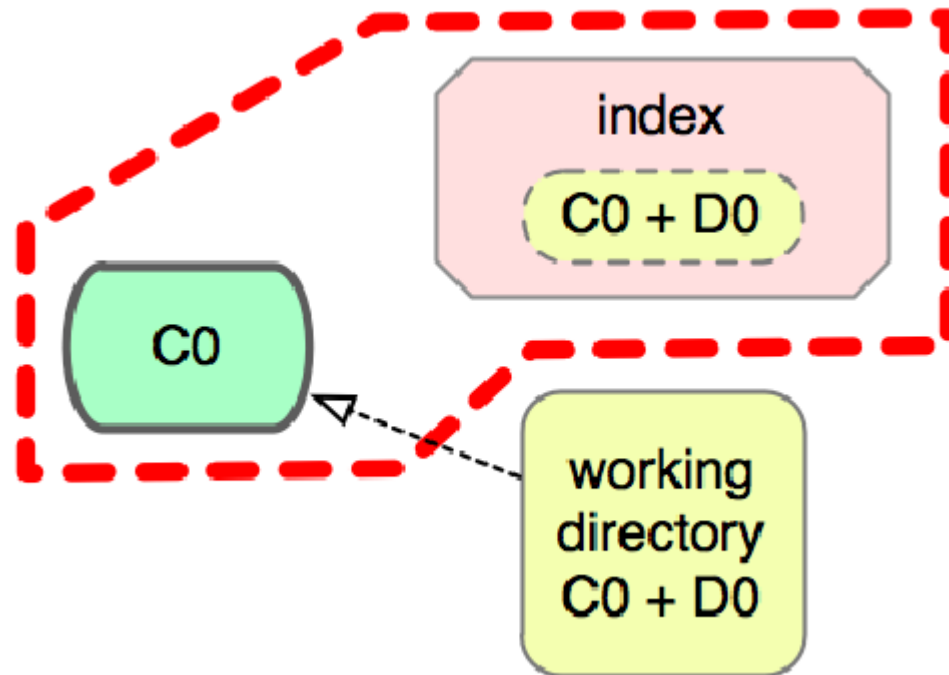 index
C0 + D0
C0
working
directory
C0 + D0